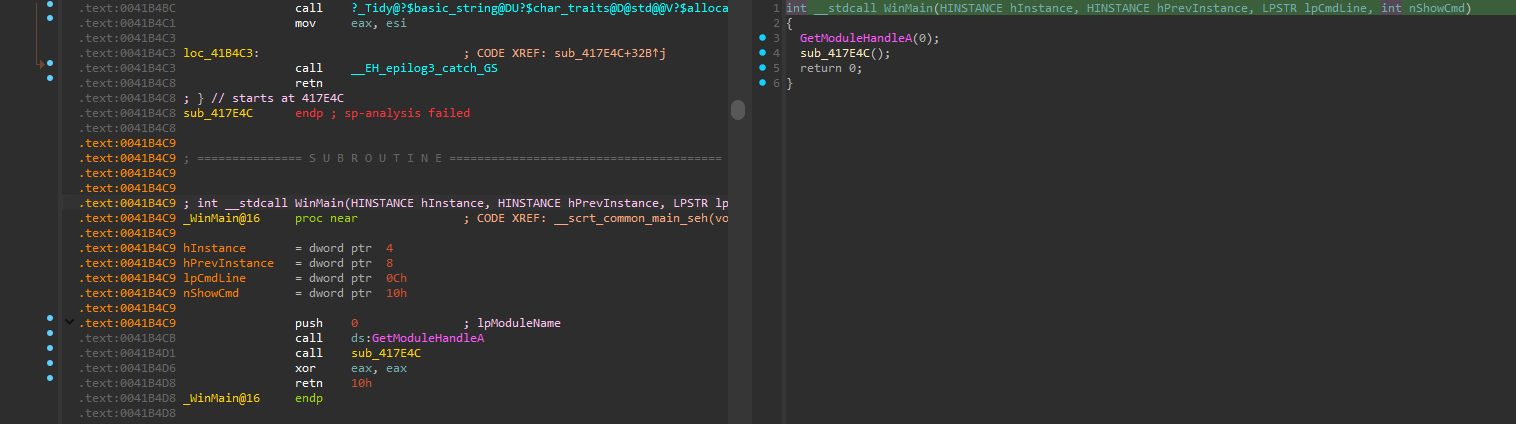 .text:0041B4BC call ?_Tidy@?$basic_string@DU?$char_traits@D@std@@V?$alloca
.text:0041B4C1 mov eax, esi
.text:0041B4C3
.text:0041B4C3 loc_41B4C3: ; CODE XREF: sub_417E4C+32B↑j
.text:0041B4C3 call __EH_epilog3_catch_GS
.text:0041B4C8 retn
.text:0041B4C8 ; } // starts at 417E4C
.text:0041B4C8 sub_417E4C endp ; sp-analysis failed
.text:0041B4C8
.text:0041B4C9
.text:0041B4C9 ; =============== S U B R O U T I N E =======================================
.text:0041B4C9
.text:0041B4C9
.text:0041B4C9 ; int __stdcall WinMain(HINSTANCE hInstance, HINSTANCE hPrevInstance, LPSTR lp
.text:0041B4C9 _WinMain@16 proc near ; CODE XREF: __scrt_common_main_seh(vo
.text:0041B4C9
.text:0041B4C9 hInstance = dword ptr 4
.text:0041B4C9 hPrevInstance = dword ptr 8
.text:0041B4C9 lpCmdLine = dword ptr 0Ch
.text:0041B4C9 nShowCmd = dword ptr 10h
.text:0041B4C9
.text:0041B4C9 push 0 ; lpModuleName
.text:0041B4CB call ds:GetModuleHandleA
.text:0041B4D1 call sub_417E4C
.text:0041B4D6 xor eax, eax
.text:0041B4D8 retn 10h
.text:0041B4D8 _WinMain@16 endp
.text:0041B4D8
1 int __stdcall WinMain(HINSTANCE hInstance, HINSTANCE hPrevInstance, LPSTR lpCmdLine, int nShowCmd)
2 {
3 GetModuleHandleA(0);
4 sub_417E4C();
5 return 0;
6 }